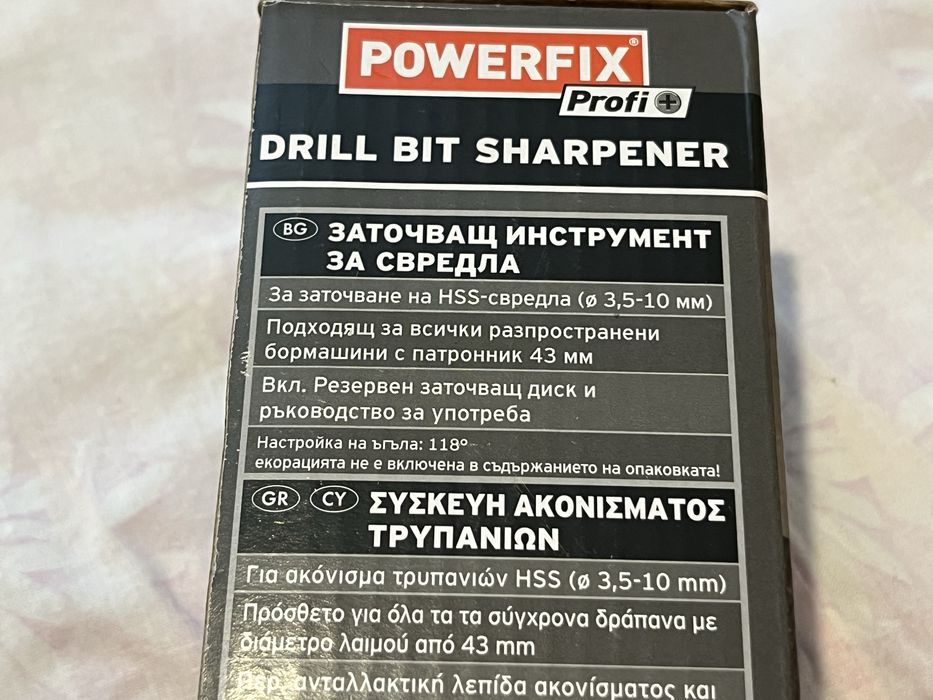 POWERFIX®
Profi+
DRILL BIT SHARPENER
BG ЗАТОЧВАЩ ИНСТРУМЕНТ
ЗА СВРЕДЛА
За заточване на HSS-свредла (ø 3,5-10 мм)
Подходящ за всички разпространени
бормашини с патронник 43 мм
Вкл. Резервен заточващ диск и
ръководство за употреба
Настройка на ъгъла: 118°
екорацията не е включена в съдържанието на опаковката!
GR CY ΣΥΣΚΕΥΗ ΑΚΟΝΙΣΜΑΤΟΣ
ΤΡΥΠΑΝΙΩΝ
Για ακόνισμα τρυπανιών HSS (ø 3,5-10 mm)
Πρόσθετο για όλα τα τα σύγχρονα δράπανα με
διάμετρο λαιμού από 43 mm
Περ. ανταλλακτική λεπίδα ακονίσματος και